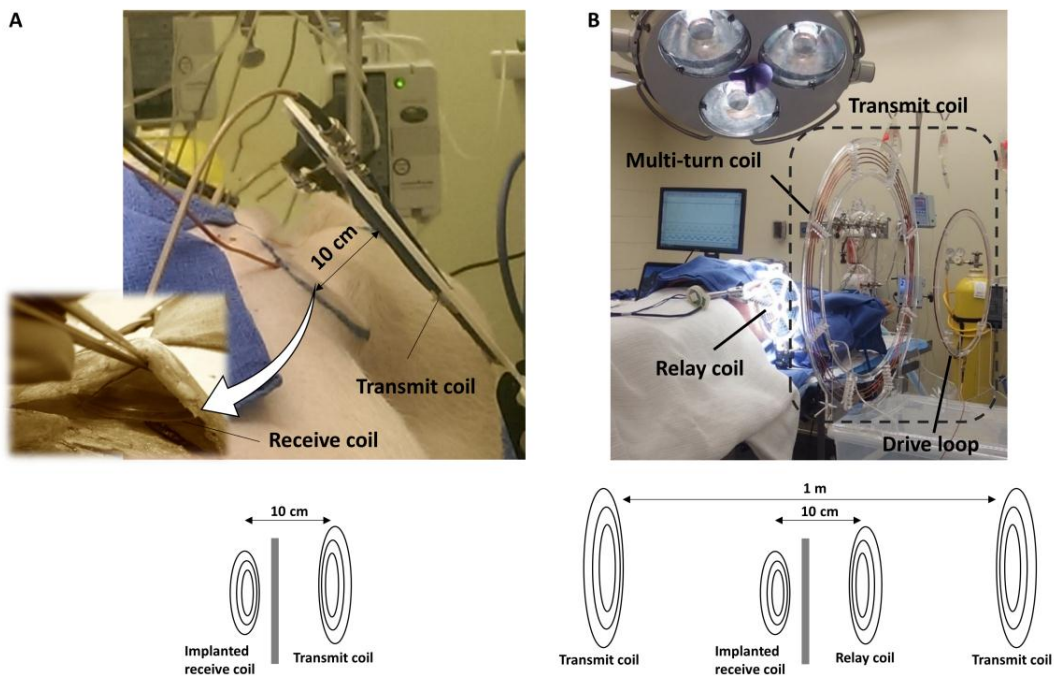 A
10 cm
Transmit coil
Receive coil
10 cm
Implanted
receive coil
Transmit coil
B
Transmit coil
Multi-turn coil
Relay coil
Drive loop
1 m
10 cm
Transmit coil
Implanted
receive coil
Relay coil
Transmit coil